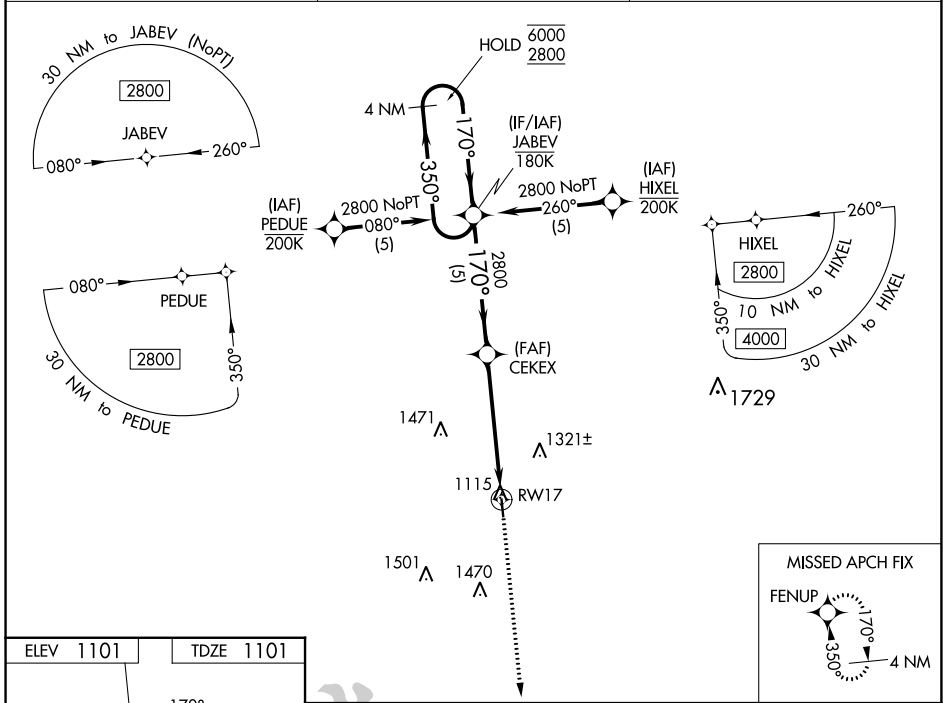 30 NM to JABEV (NoPT)
2800
JABEV
080°
260°
HOLD 6000
2800
4 NM
170°
350°
(IF/IAF)
JABEV
180K
(IAF)
PEDUE
200K
2800 NoPT
080°
(5)
2800 NoPT
260°
(5)
(IAF)
HIXEL
200K
2800
170°
(5)
(FAF)
CEKEX
080°
PEDUE
2800
350°
30 NM to PEDUE
260°
HIXEL
2800
10 NM to HIXEL
350°
4000
30 NM to HIXEL
1729
1471
1321±
1115
RW17
1501
1470
MISSED APCH FIX
FENUP
170°
350°
4 NM
ELEV 1101
TDZE 1101